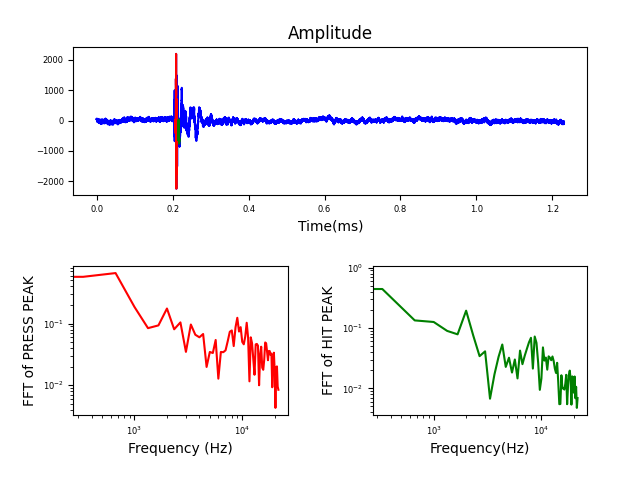 Amplitude
2000
1000
0
−1000
−2000
0.0 0.2 0.4 0.6 0.8 1.0 1.2
Time(ms)
FFT of PRESS PEAK
10⁻¹
10⁻²
10³ 10⁴
Frequency (Hz)
FFT of HIT PEAK
10⁰
10⁻¹
10⁻²
10³ 10⁴
Frequency(Hz)